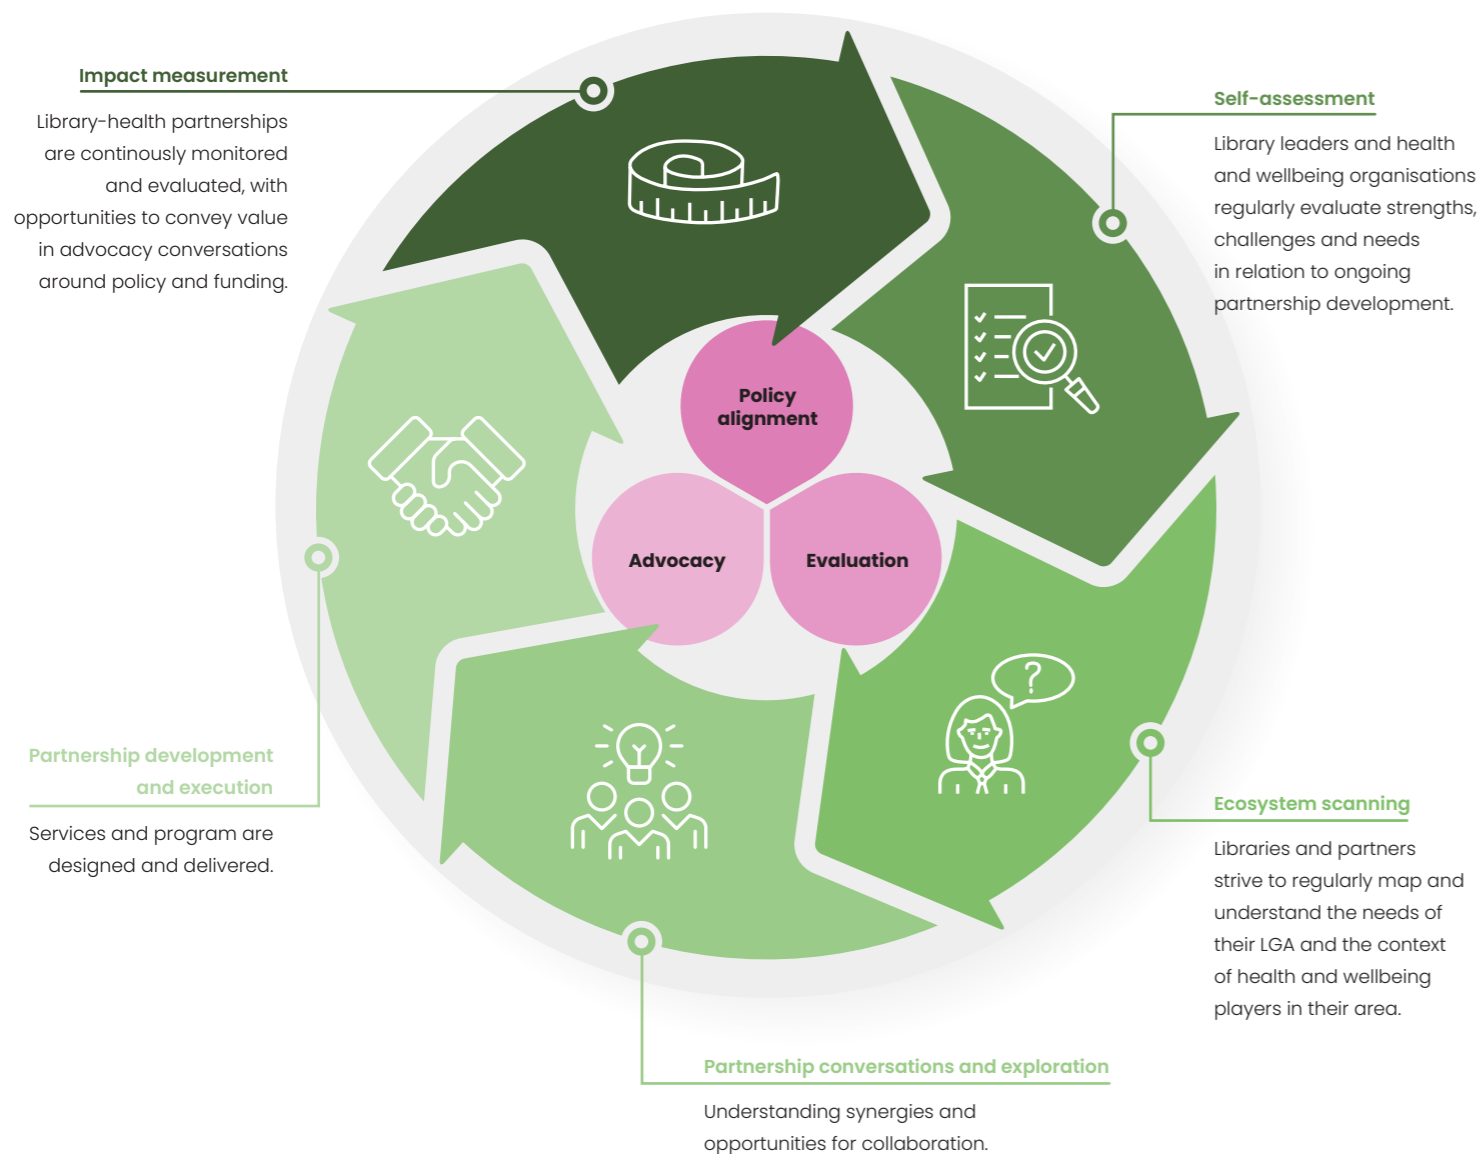 Impact measurement
Library-health partnerships
are continously monitored
and evaluated, with
opportunities to convey value
in advocacy conversations
around policy and funding.
Self-assessment
Library leaders and health
and wellbeing organisations
regularly evaluate strengths,
challenges and needs
in relation to ongoing
partnership development.
Policy
alignment
Advocacy
Evaluation
?
Partnership development
and execution
Services and program are
designed and delivered.
Ecosystem scanning
Libraries and partners
strive to regularly map and
understand the needs of
their LGA and the context
of health and wellbeing
players in their area.
Partnership conversations and exploration
Understanding synergies and
opportunities for collaboration.